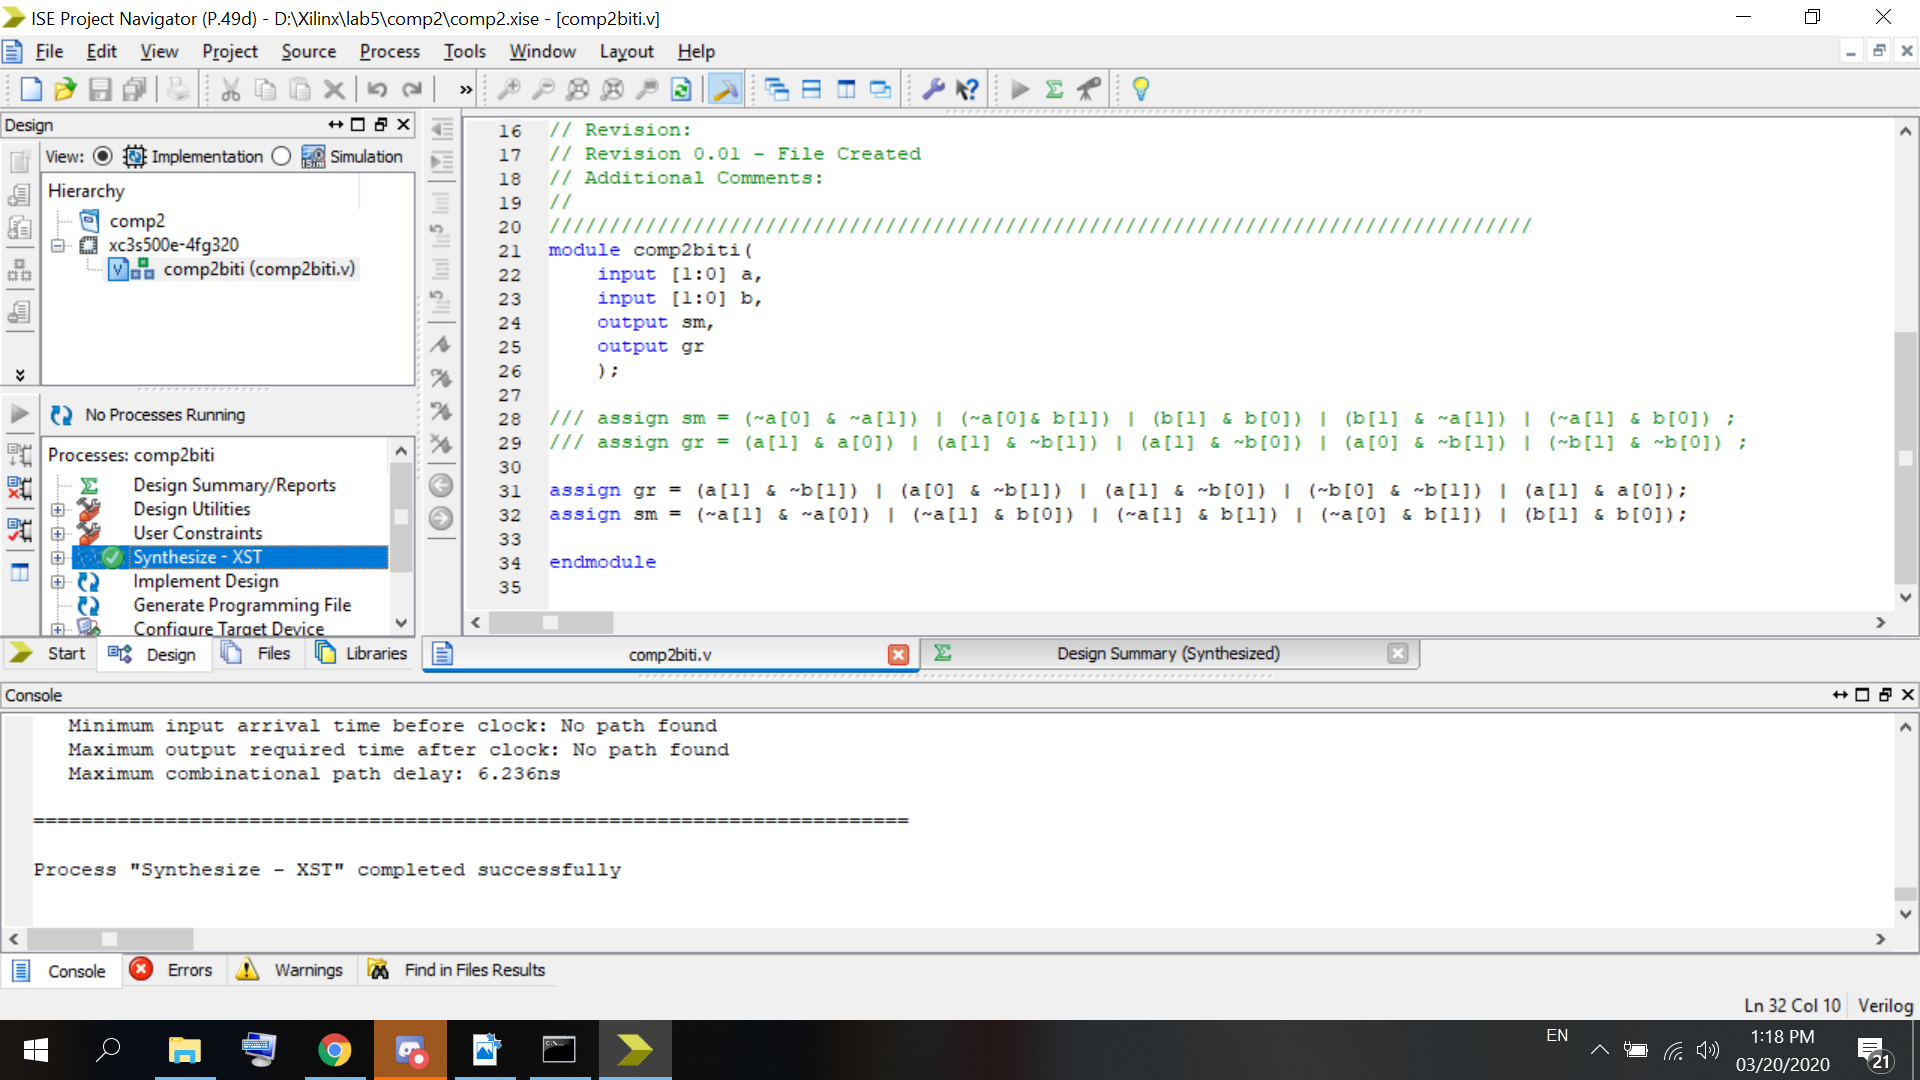 ISE Project Navigator (P.49d) - D:\Xilinx\lab5\comp2\comp2.xise - [comp2biti.v]
File Edit View Project Source Process Tools Window Layout Help
Design
View: Implementation Simulation
Hierarchy
comp2
xc3s500e-4fg320
comp2biti (comp2biti.v)
No Processes Running
Processes: comp2biti
Design Summary/Reports
Design Utilities
User Constraints
Synthesize - XST
Implement Design
Generate Programming File
Configure Target Device
Start Design Files Libraries
16 // Revision:
17 // Revision 0.01 - File Created
18 // Additional Comments:
19 //
20 //////////////////////////////////////////////////////////////////////////////////
21 module comp2biti(
22 input [1:0] a,
23 input [1:0] b,
24 output sm,
25 output gr
26 );
27
28 /// assign sm = (~a[0] & ~a[1]) | (~a[0]& b[1]) | (b[1] & b[0]) | (b[1] & ~a[1]) | (~a[1] & b[0]) ;
29 /// assign gr = (a[1] & a[0]) | (a[1] & ~b[1]) | (a[1] & ~b[0]) | (a[0] & ~b[1]) | (~b[1] & ~b[0]) ;
30
31 assign gr = (a[1] & ~b[1]) | (a[0] & ~b[1]) | (a[1] & ~b[0]) | (~b[0] & ~b[1]) | (a[1] & a[0]);
32 assign sm = (~a[1] & ~a[0]) | (~a[1] & b[0]) | (~a[1] & b[1]) | (~a[0] & b[1]) | (b[1] & b[0]);
33
34 endmodule
35
comp2biti.v Design Summary (Synthesized)
Console
Minimum input arrival time before clock: No path found
Maximum output required time after clock: No path found
Maximum combinational path delay: 6.236ns
=========================================================================
Process "Synthesize - XST" completed successfully
Console Errors Warnings Find in Files Results
Ln 32 Col 10 Verilog
EN
1:18 PM
03/20/2020
21